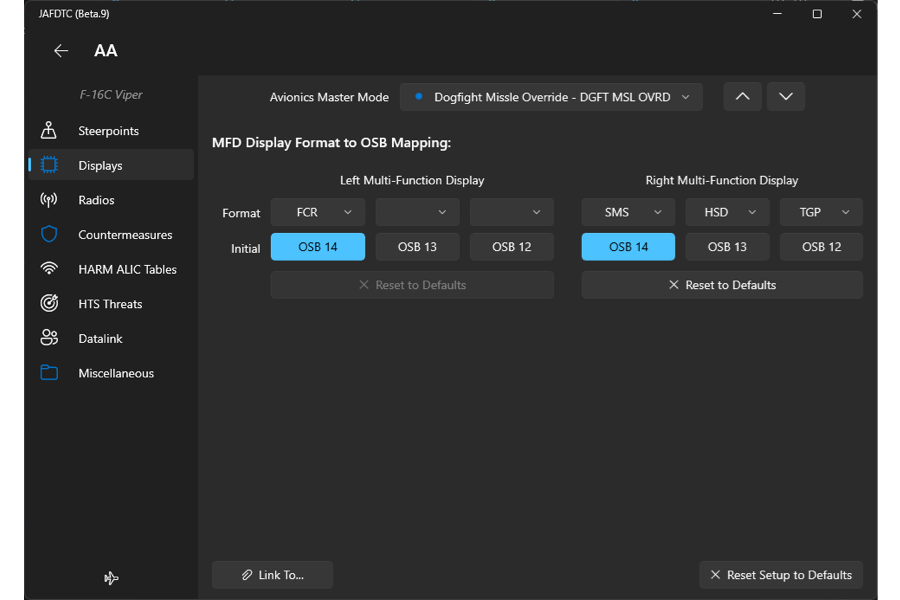 JAFDTC (Beta.9)
AA
F-16C Viper
Steerpoints
Displays
Radios
Countermeasures
HARM ALIC Tables
HTS Threats
Datalink
Miscellaneous
Avionics Master Mode Dogfight Missle Override - DGFT MSL OVRD
MFD Display Format to OSB Mapping:
Left Multi-Function Display Right Multi-Function Display
Format FCR SMS HSD TGP
Initial OSB 14 OSB 13 OSB 12 OSB 14 OSB 13 OSB 12
Reset to Defaults Reset to Defaults
Link To... Reset Setup to Defaults